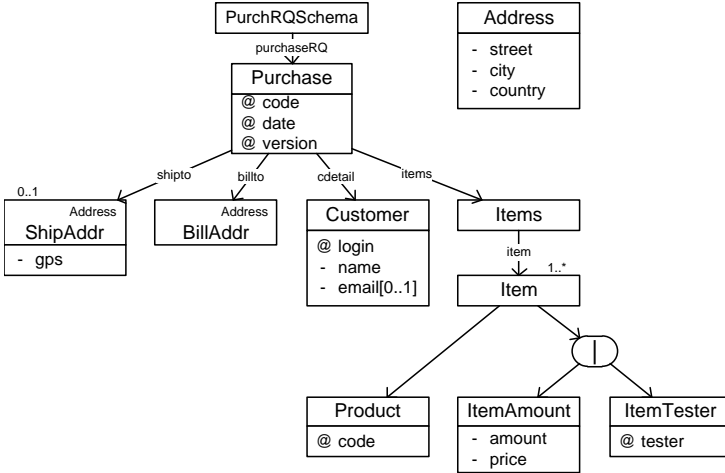 PurchRQSchema
purchaseRQ
Purchase
@ code
@ date
@ version
Address
- street
- city
- country
shipto
billto
cdetail
items
0..1
Address
ShipAddr
- gps
Address
BillAddr
Customer
@ login
- name
- email[0..1]
Items
item
1..*
Item
Product
@ code
ItemAmount
- amount
- price
ItemTester
@ tester